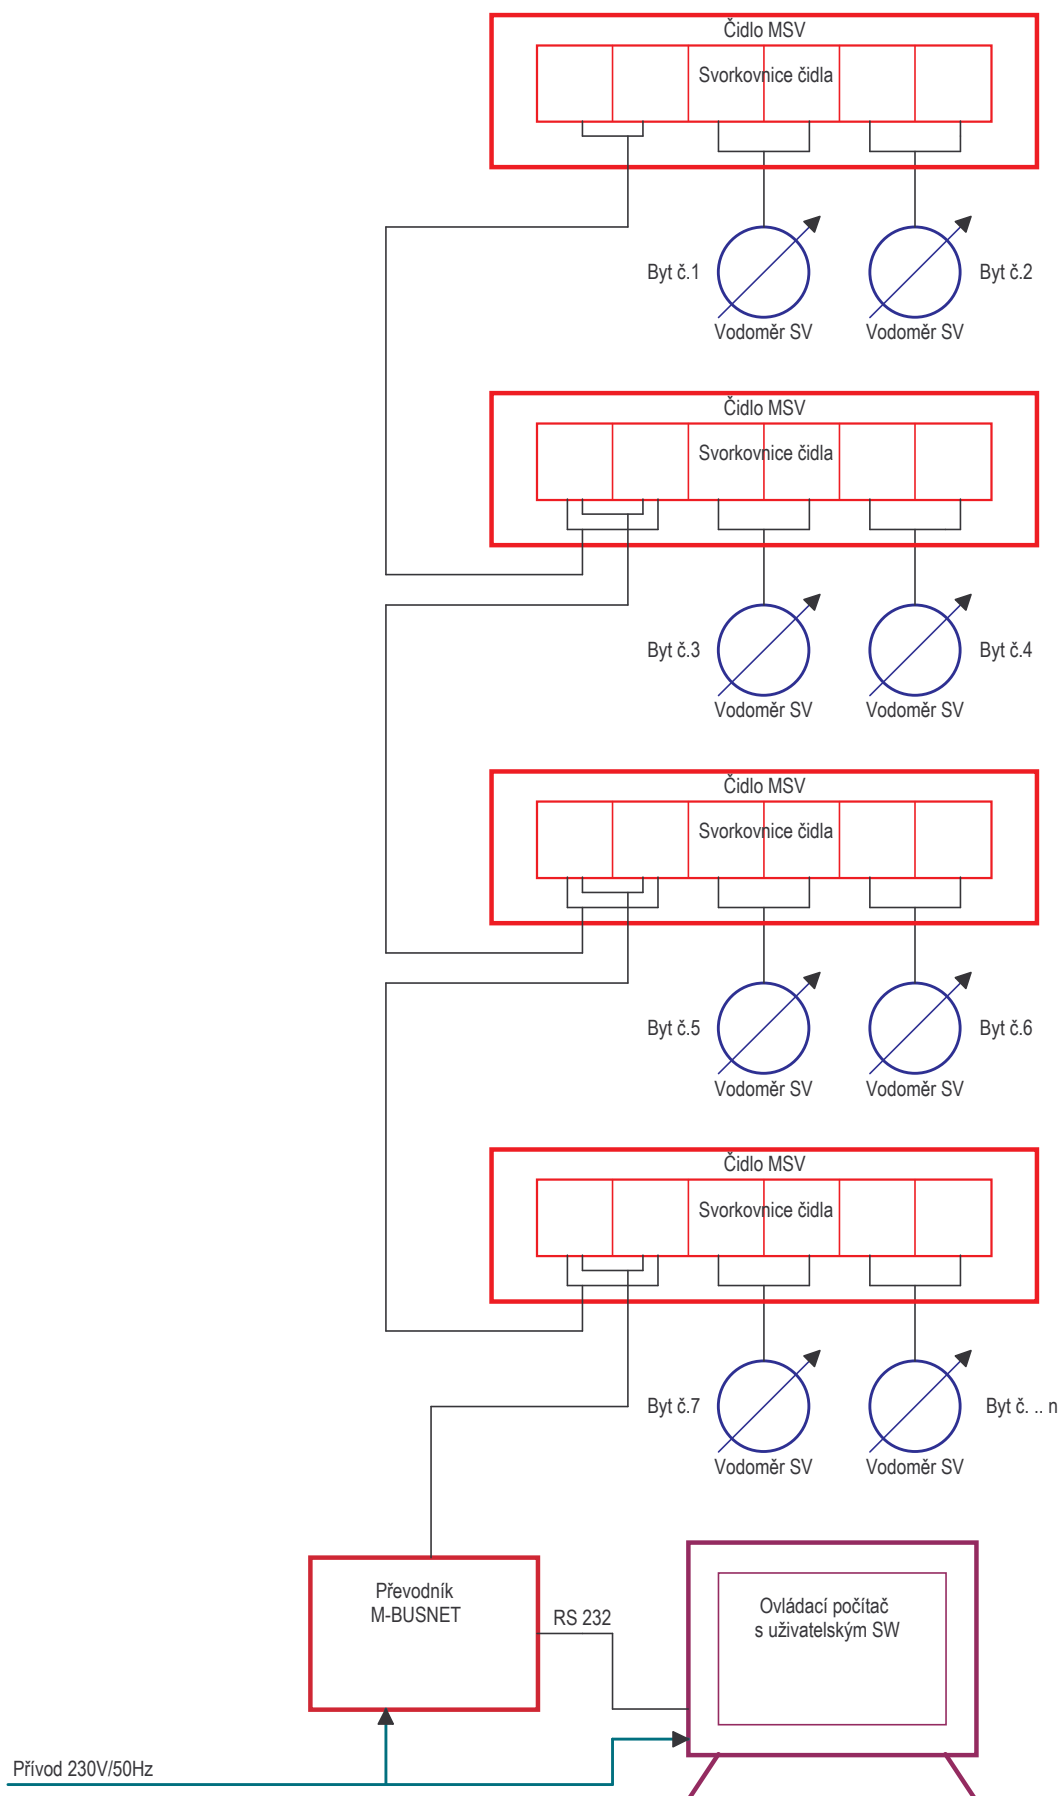 Čidlo MSV
Svorkovnice čidla
Byt č.1
Byt č.2
Vodoměr SV
Vodoměr SV
Čidlo MSV
Svorkovnice čidla
Byt č.3
Byt č.4
Vodoměr SV
Vodoměr SV
Čidlo MSV
Svorkovnice čidla
Byt č.5
Byt č.6
Vodoměr SV
Vodoměr SV
Čidlo MSV
Svorkovnice čidla
Byt č.7
Byt č. .. n
Vodoměr SV
Vodoměr SV
Převodník
M-BUSNET
RS 232
Ovládací počítač
s uživatelským SW
Přívod 230V/50Hz